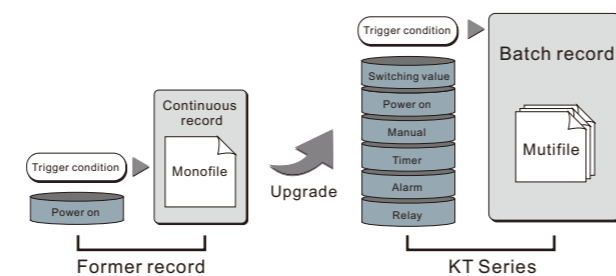 Trigger condition
Power on
Continuous
record
Monofile
Former record
Upgrade
Trigger condition
Switching value
Power on
Manual
Timer
Alarm
Relay
Batch record
Mutifile
KT Series